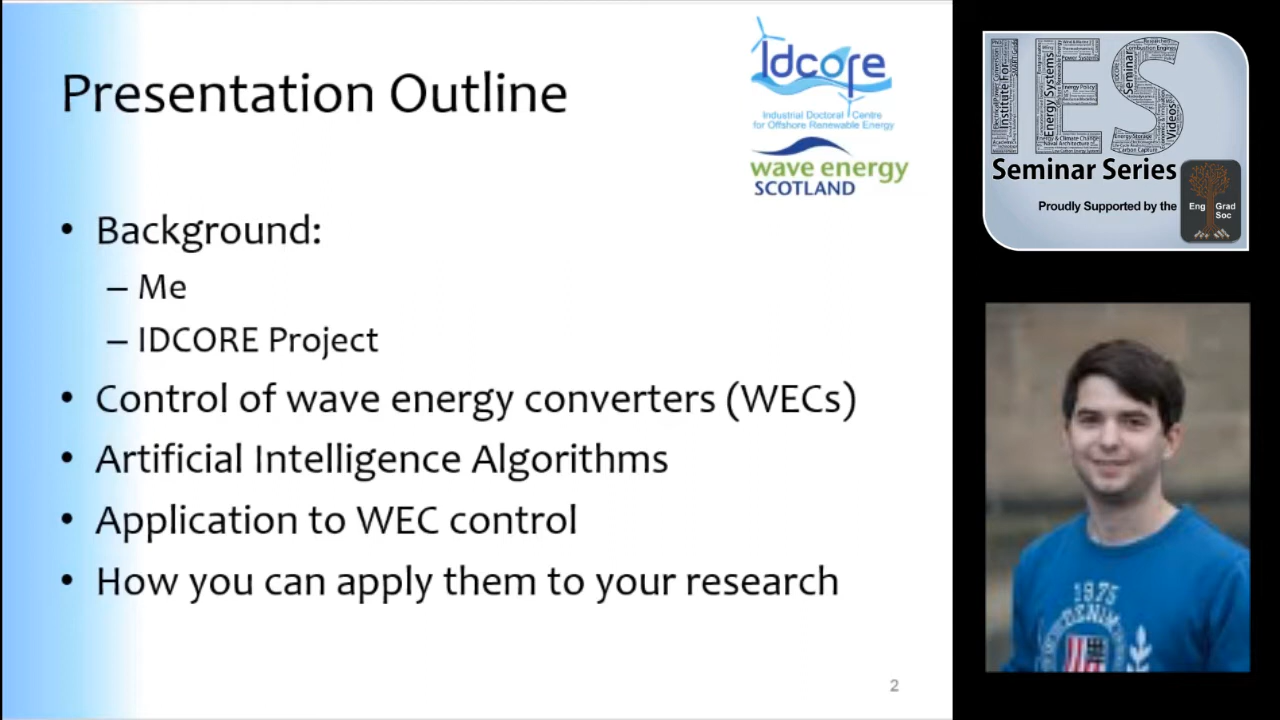 Presentation Outline
Idcore
Industrial Doctoral Centre
for Offshore Renewable Energy
wave energy
SCOTLAND
• Background:
– Me
– IDCORE Project
• Control of wave energy converters (WECs)
• Artificial Intelligence Algorithms
• Application to WEC control
• How you can apply them to your research
2
IES
Seminar Series
Proudly Supported by the
Eng Grad
Soc
1975
DENIM